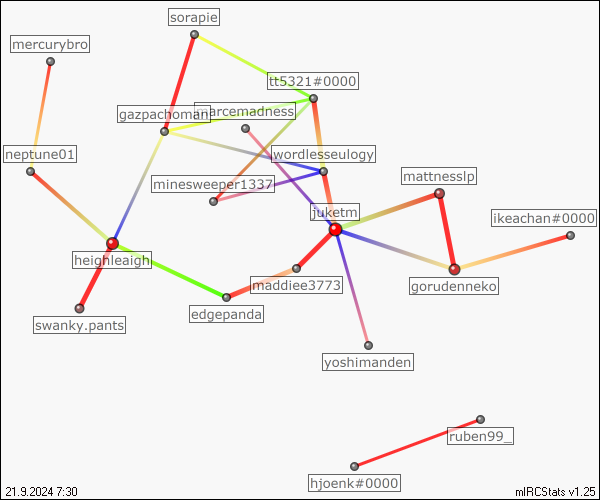 sorapie
mercurybro
tt5321#0000
gazpachoman
marcemadness
neptune01
wordlesseulogy
mattnesslp
minesweeper1337
juketm
ikeachan#0000
heighleaigh
maddiee3773
gorudenneko
edgepanda
swanky.pants
yoshimanden
ruben99_
hjoenk#0000
21.9.2024 7:30
mIRCStats v1.25